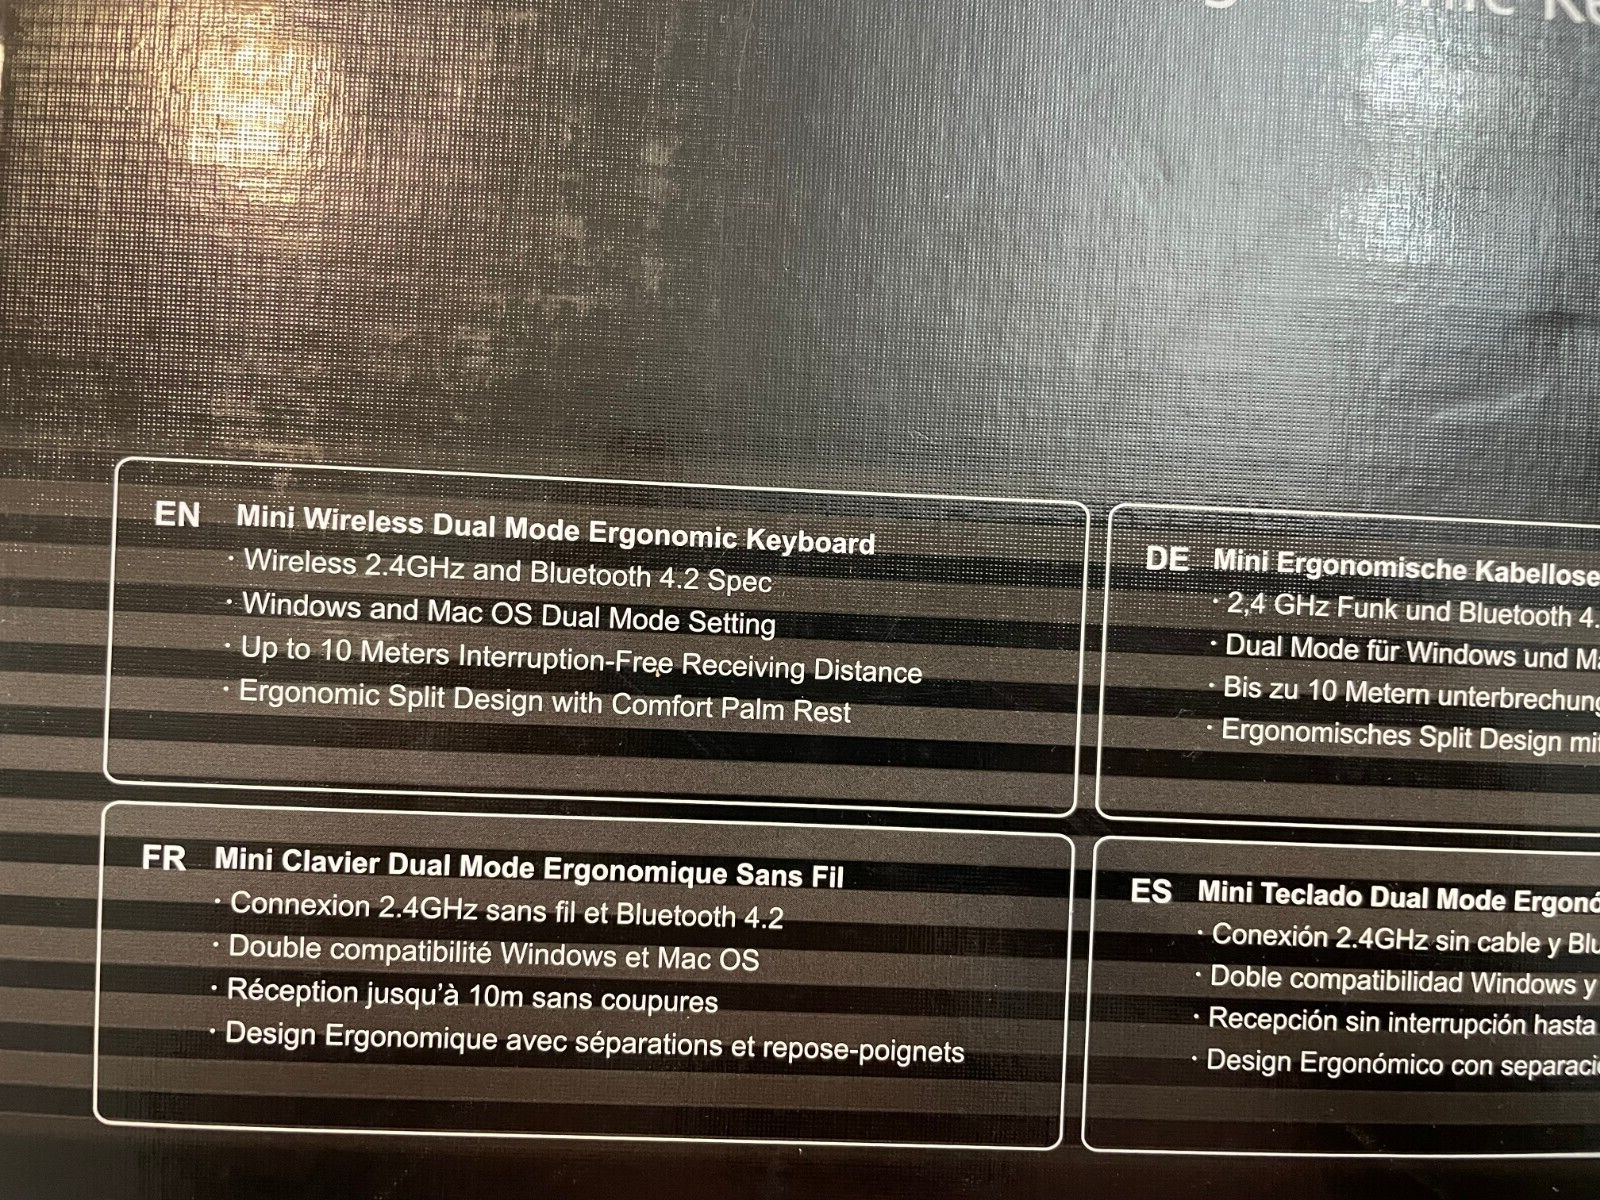 EN Mini Wireless Dual Mode Ergonomic Keyboard
· Wireless 2.4GHz and Bluetooth 4.2 Spec
· Windows and Mac OS Dual Mode Setting
· Up to 10 Meters Interruption-Free Receiving Distance
· Ergonomic Split Design with Comfort Palm Rest
DE Mini Ergonomische Kabellose
· 2,4 GHz Funk und Bluetooth 4.
· Dual Mode für Windows und
· Bis zu 10 Metern
· Ergonomisches Split Design
FR Mini Clavier Dual Mode Ergonomique Sans Fil
· Connexion 2.4GHz sans fil et Bluetooth 4.2
· Double compatibilité Windows et Mac OS
· Réception jusqu'à 10m sans coupures
· Design Ergonomique avec séparations et repose-poignets
ES Mini Teclado Dual Mode
· Conexión 2.4GHz sin cable y
· Doble compatibilidad Windows y
· Recepción sin interrupción hasta
· Design Ergonómico con